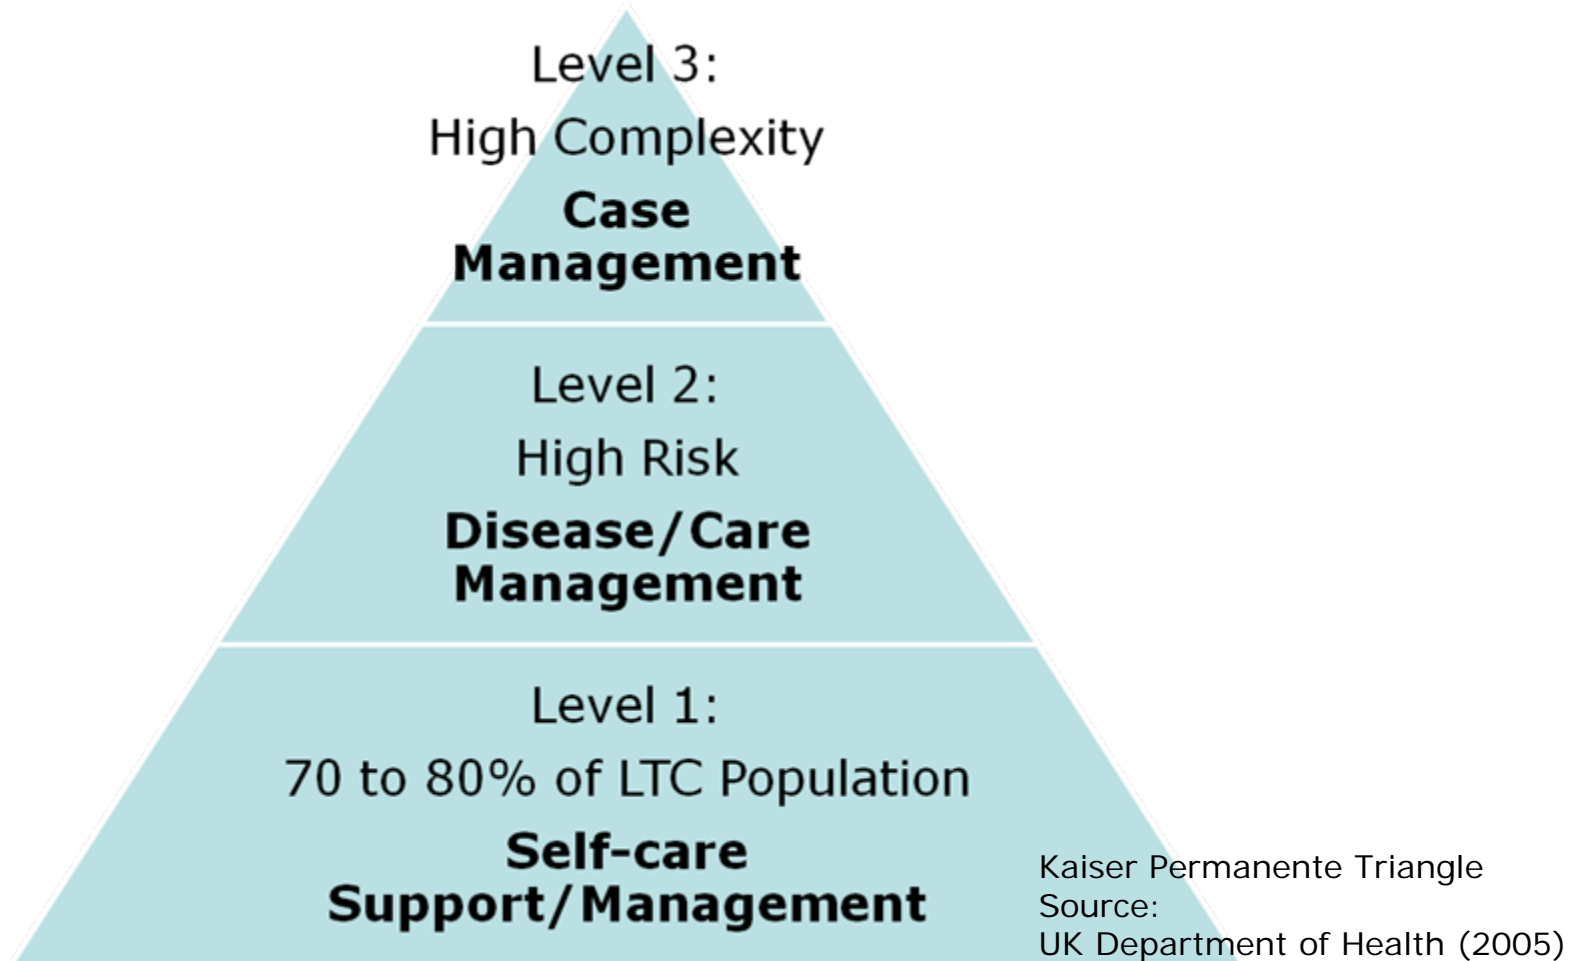 Level 3:
High Complexity
Case
Management
Level 2:
High Risk
Disease/Care
Management
Level 1:
70 to 80% of LTC Population
Self-care
Support/Management
Kaiser Permanente Triangle
Source:
UK Department of Health (2005)